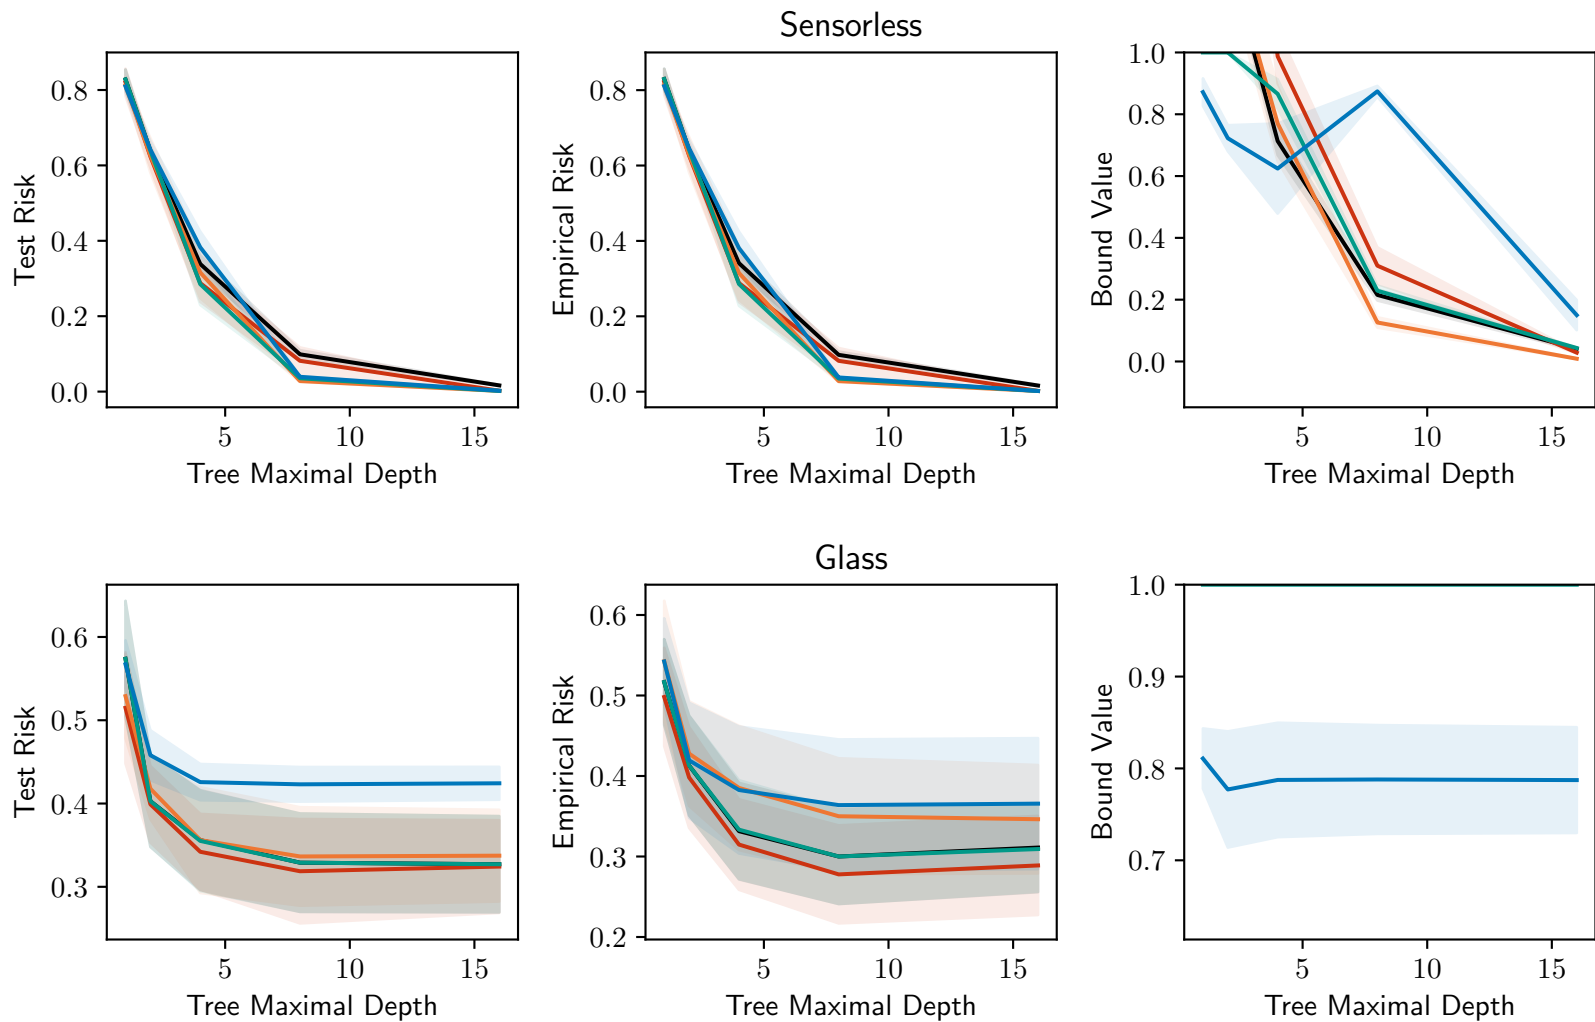 Sensorless
Test Risk
0.8
0.6
0.4
0.2
0.0
5 10 15
Tree Maximal Depth
Empirical Risk
0.8
0.6
0.4
0.2
0.0
5 10 15
Tree Maximal Depth
Bound Value
1.0
0.8
0.6
0.4
0.2
0.0
5 10 15
Tree Maximal Depth
Glass
Test Risk
0.6
0.5
0.4
0.3
5 10 15
Tree Maximal Depth
Empirical Risk
0.6
0.5
0.4
0.3
0.2
5 10 15
Tree Maximal Depth
Bound Value
1.0
0.9
0.8
0.7
5 10 15
Tree Maximal Depth